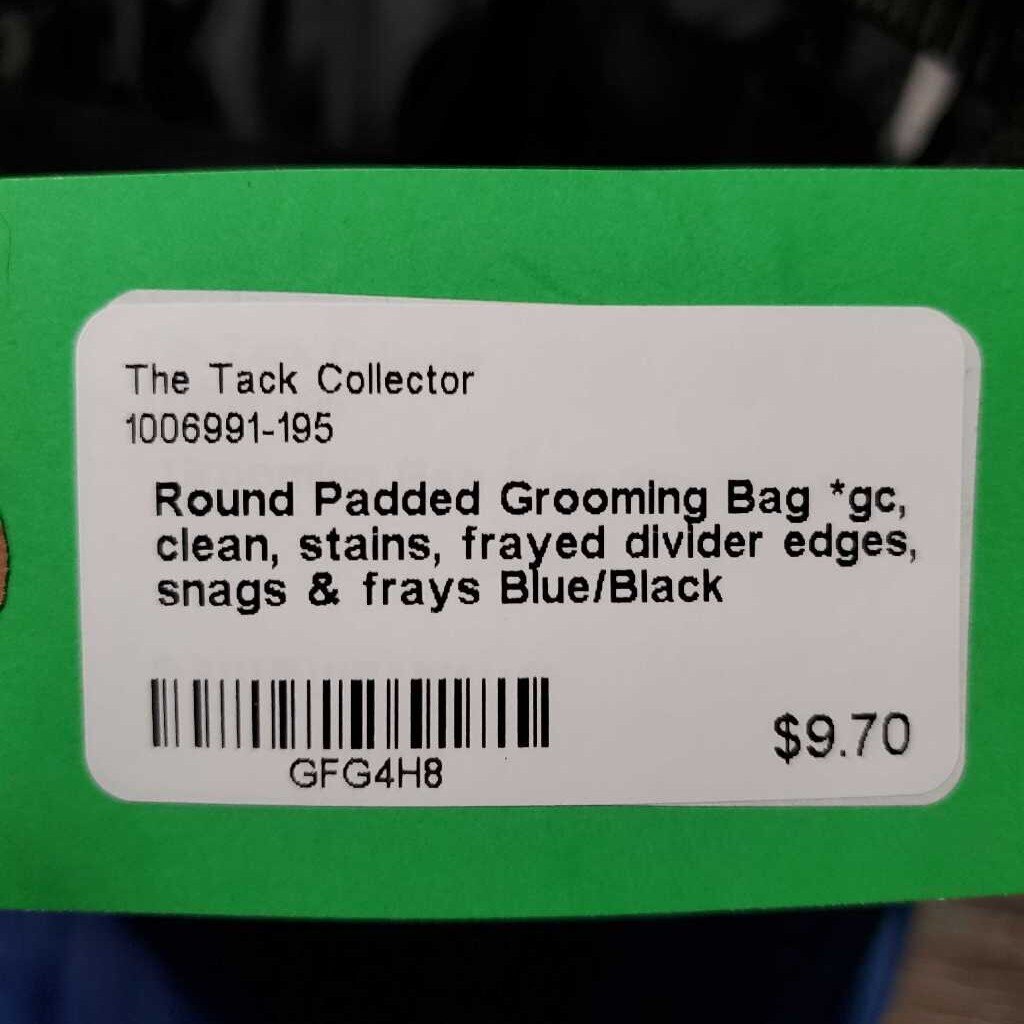 The Tack Collector
1006991-195
Round Padded Grooming Bag *gc,
clean, stains, frayed divider edges,
snags & frays Blue/Black
GFG4H8
$9.70